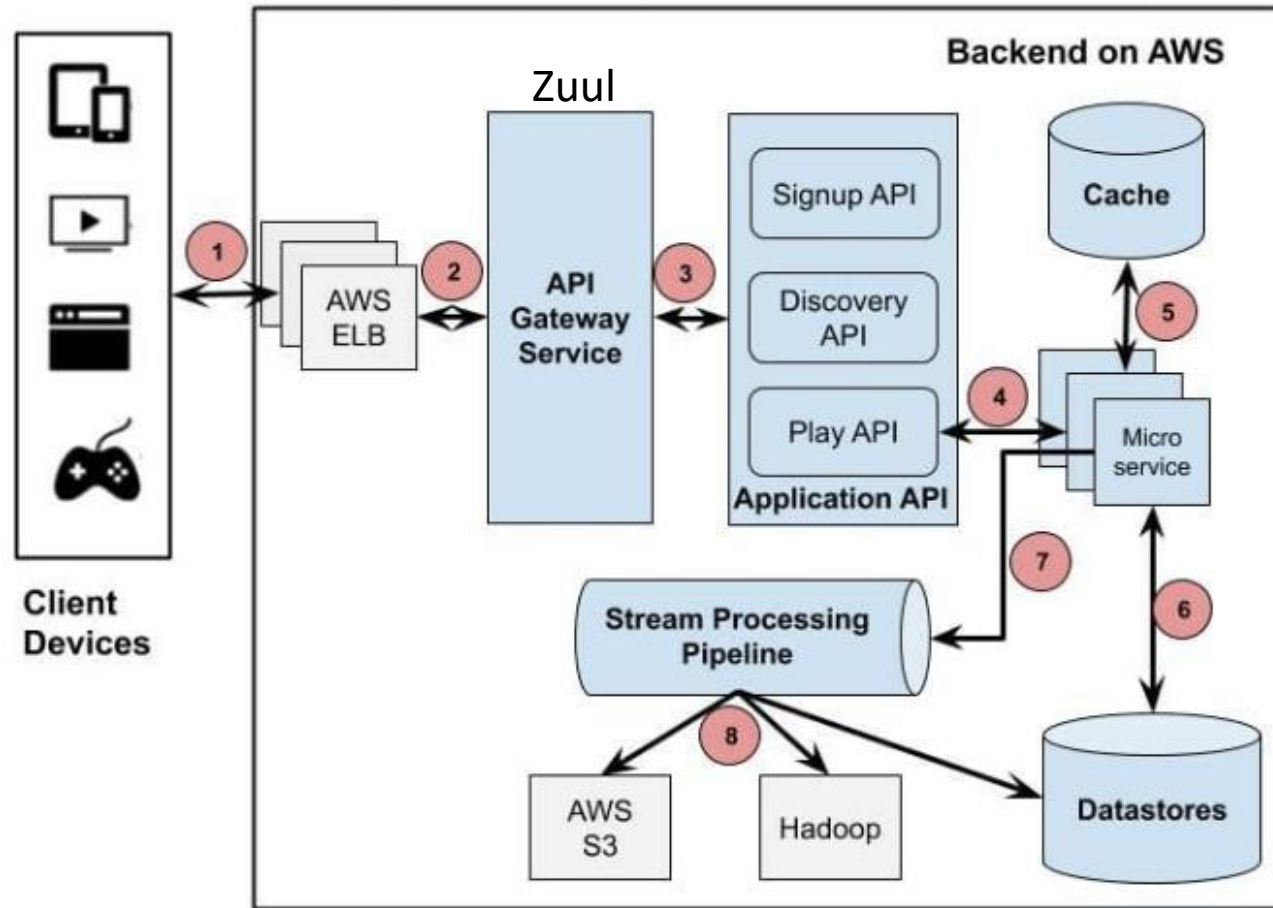 Backend on AWS
Zuul
Signup API
Cache
1
2
3
AWS
ELB
API
Gateway
Service
Discovery
API
5
4
Play API
Micro
service
Application API
7
Client
Devices
Stream Processing
Pipeline
6
8
AWS
S3
Hadoop
Datastores